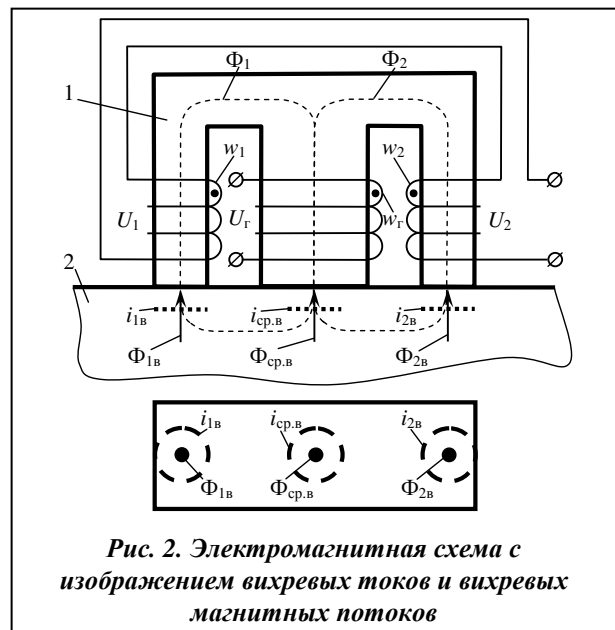 Φ₁ Φ₂
1
w₁ w₂
U₁ Uг wг U₂
2
i₁в iср.в i₂в
Φ₁в Φср.в Φ₂в
i₁в iср.в i₂в
Φ₁в Φср.в Φ₂в
Рис. 2. Электромагнитная схема с
изображением вихревых токов и вихревых
магнитных потоков